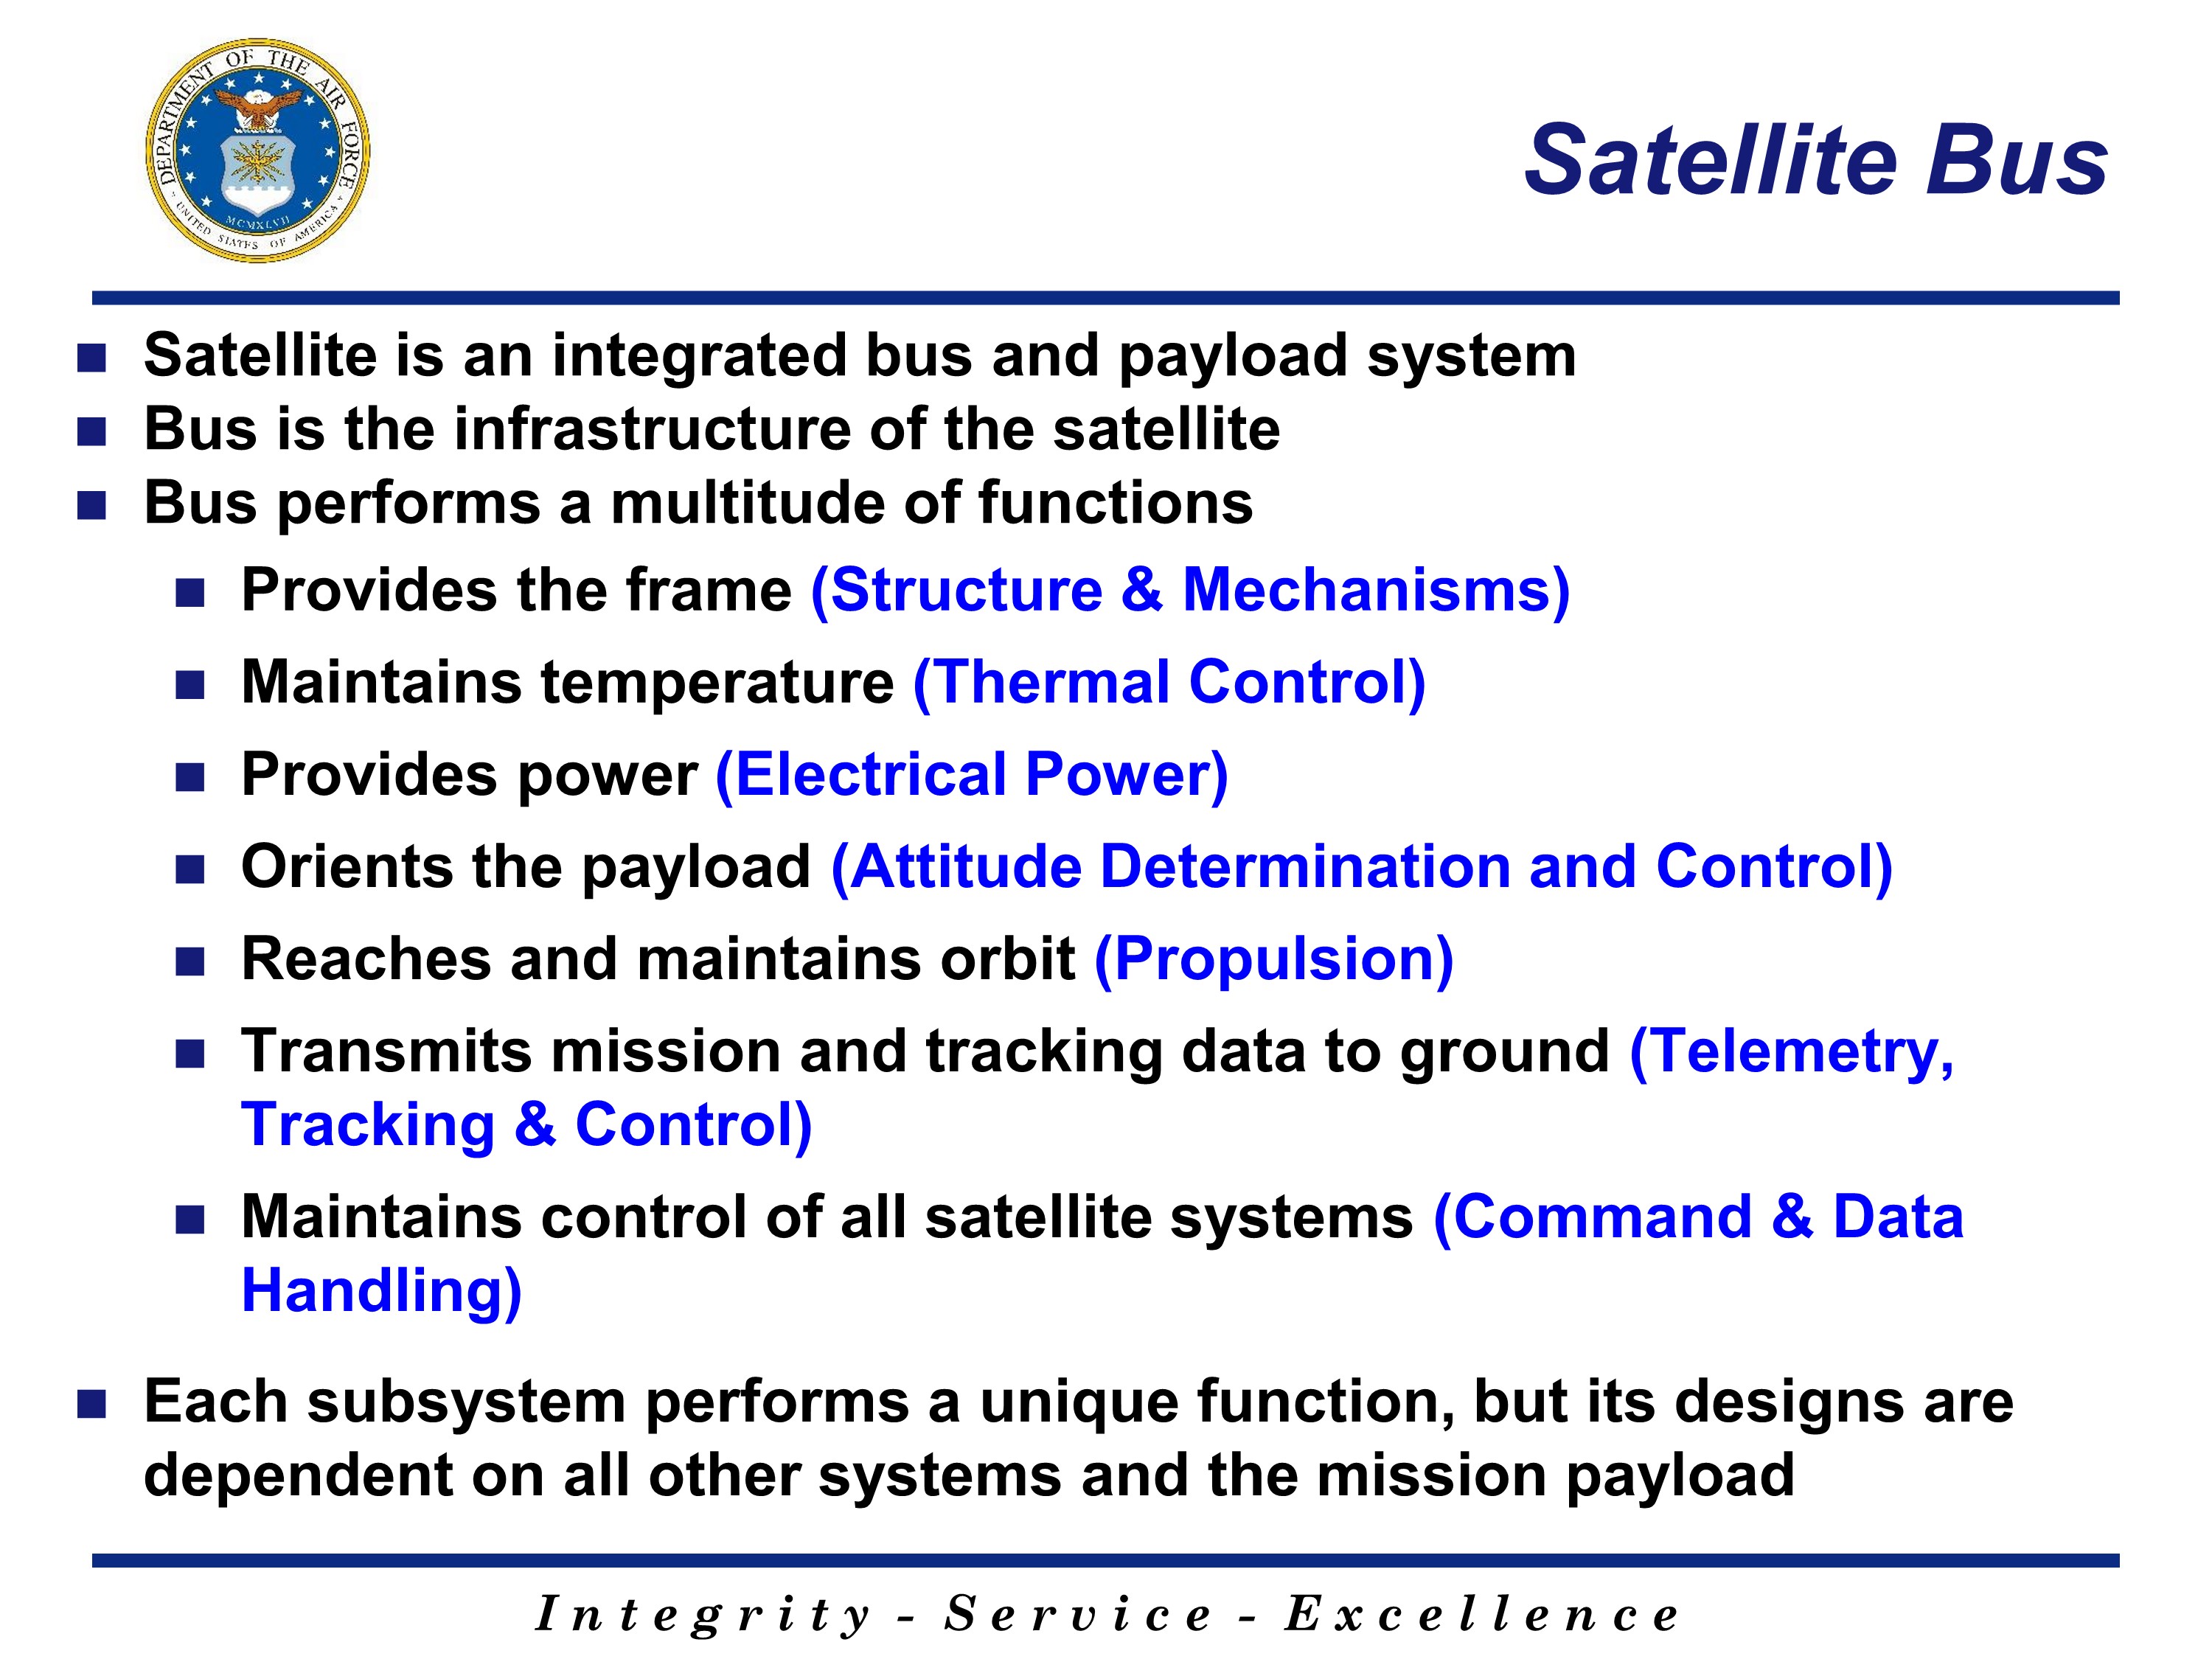 DEPARTMENT OF THE AIR FORCE
UNITED STATES OF AMERICA
MCMXLVII
Satellite Bus
Satellite is an integrated bus and payload system
Bus is the infrastructure of the satellite
Bus performs a multitude of functions
Provides the frame (Structure & Mechanisms)
Maintains temperature (Thermal Control)
Provides power (Electrical Power)
Orients the payload (Attitude Determination and Control)
Reaches and maintains orbit (Propulsion)
Transmits mission and tracking data to ground (Telemetry,
Tracking & Control)
Maintains control of all satellite systems (Command & Data
Handling)
Each subsystem performs a unique function, but its designs are
dependent on all other systems and the mission payload
Integrity - Service - Excellence